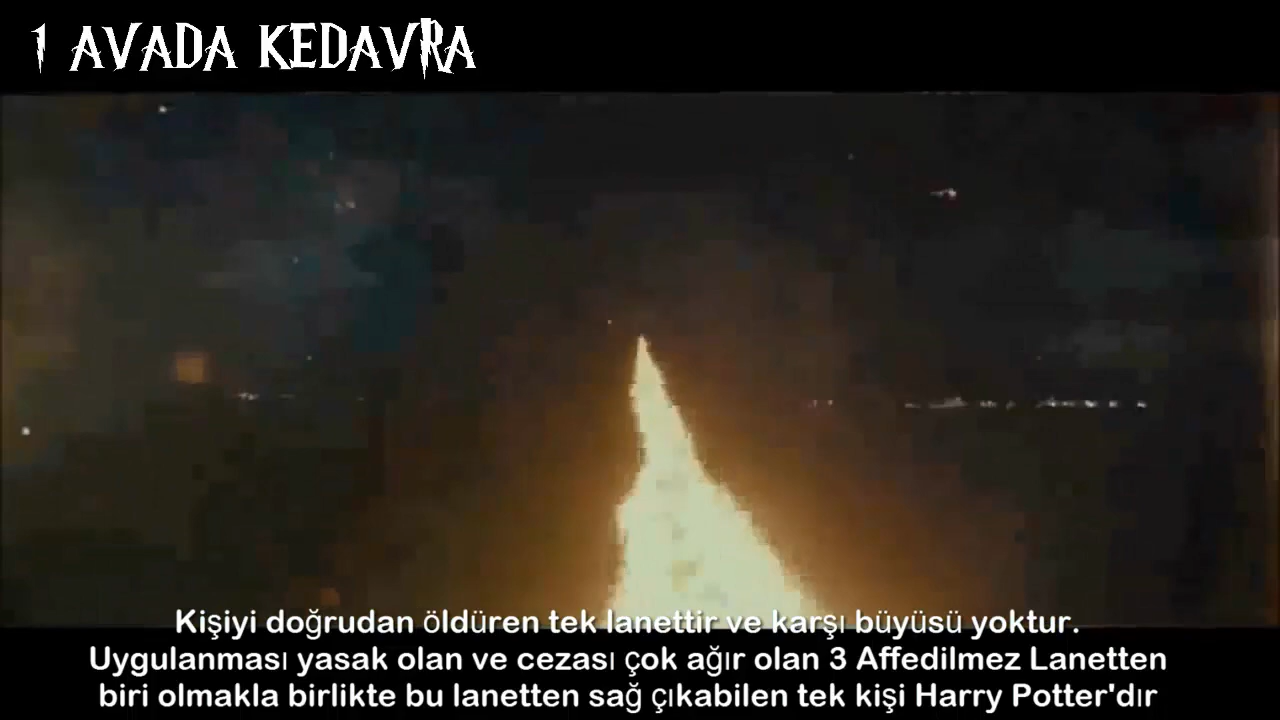 1 AVADA KEDAVRA
Kişiyi doğrudan öldüren tek lanettir ve karşı büyüsü yoktur.
Uygulanması yasak olan ve cezası çok ağır olan 3 Affedilmez Lanetten
biri olmakla birlikte bu lanetten sağ çıkabilen tek kişi Harry Potter'dır